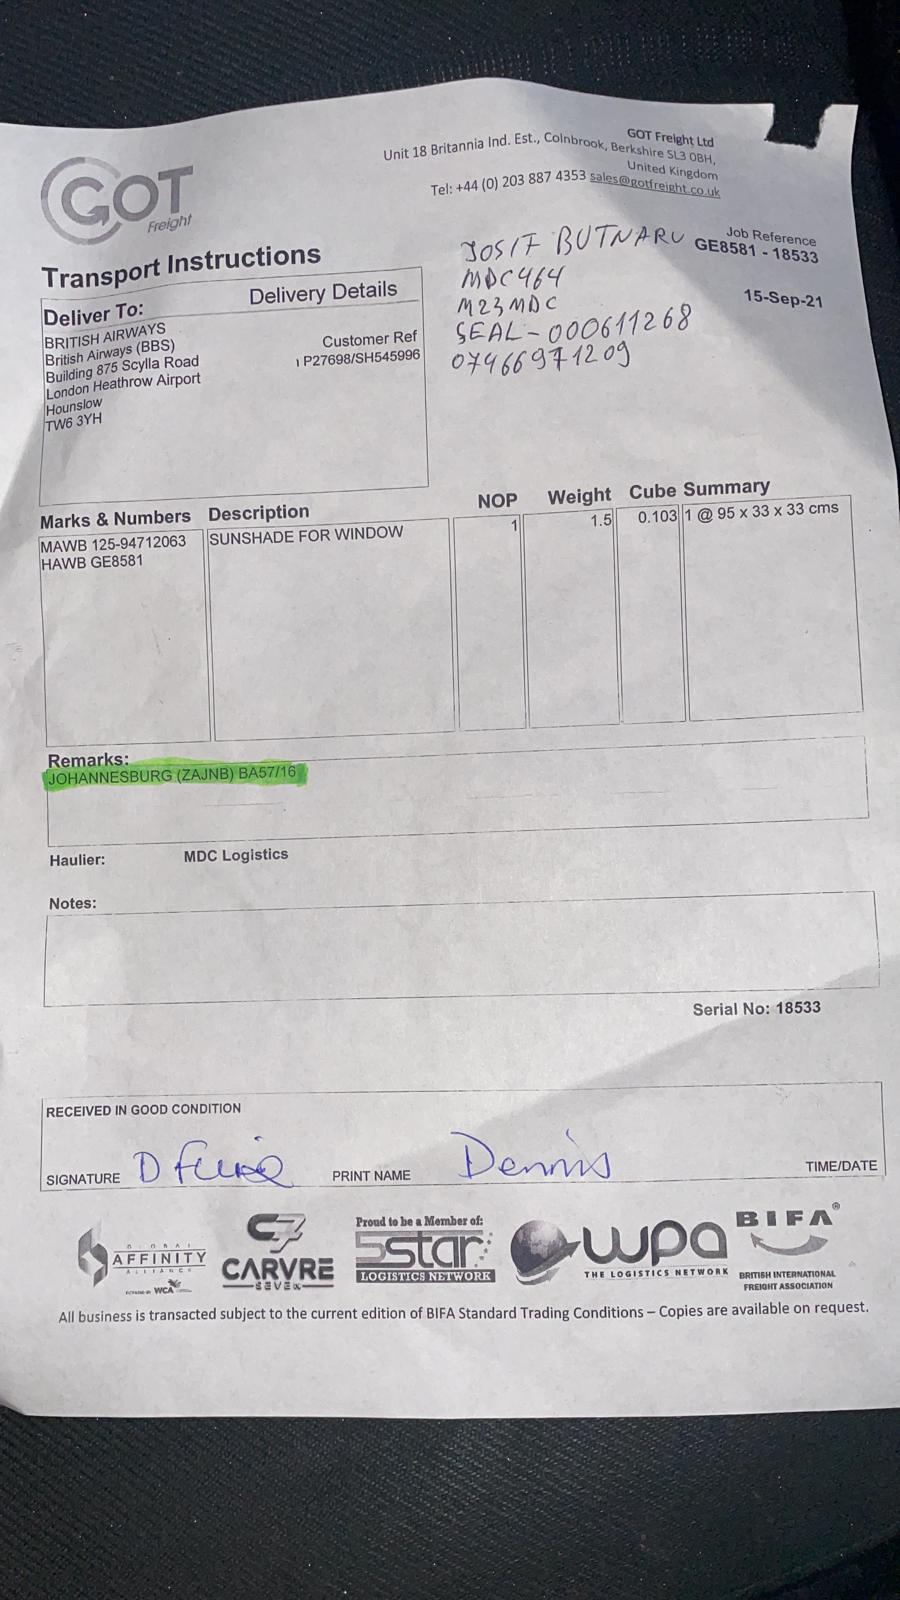 GOT
Freight
GOT Freight Ltd
Unit 18 Britannia Ind. Est., Colnbrook, Berkshire SL3 0BH,
United Kingdom
Tel: +44 (0) 203 887 4353 sales@gotfreight.co.uk
Transport Instructions
Job Reference
GE8581 - 18533
15-Sep-21
JOSIF BUTNARU
MDC464
M23MDC
SEAL - 000611268
07466971209
Deliver To:
Delivery Details
BRITISH AIRWAYS
British Airways (BBS)
Building 875 Scylla Road
London Heathrow Airport
Hounslow
TW6 3YH
Customer Ref
P27698/SH545996
Marks & Numbers Description NOP Weight Cube Summary
MAWB 125-94712063 SUNSHADE FOR WINDOW 1 1.5 0.103 1 @ 95 x 33 x 33 cms
HAWB GE8581
Remarks:
JOHANNESBURG (ZAJNB) BA57/16
Haulier: MDC Logistics
Notes:
Serial No: 18533
RECEIVED IN GOOD CONDITION
SIGNATURE PRINT NAME Dennis TIME/DATE
GLOBAL
AFFINITY
ALLIANCE
WCA
C7
CARVRE
SEVEN
Proud to be a Member of:
5star
LOGISTICS NETWORK
wpa
THE LOGISTICS NETWORK
BIFA®
BRITISH INTERNATIONAL
FREIGHT ASSOCIATION
All business is transacted subject to the current edition of BIFA Standard Trading Conditions – Copies are available on request.